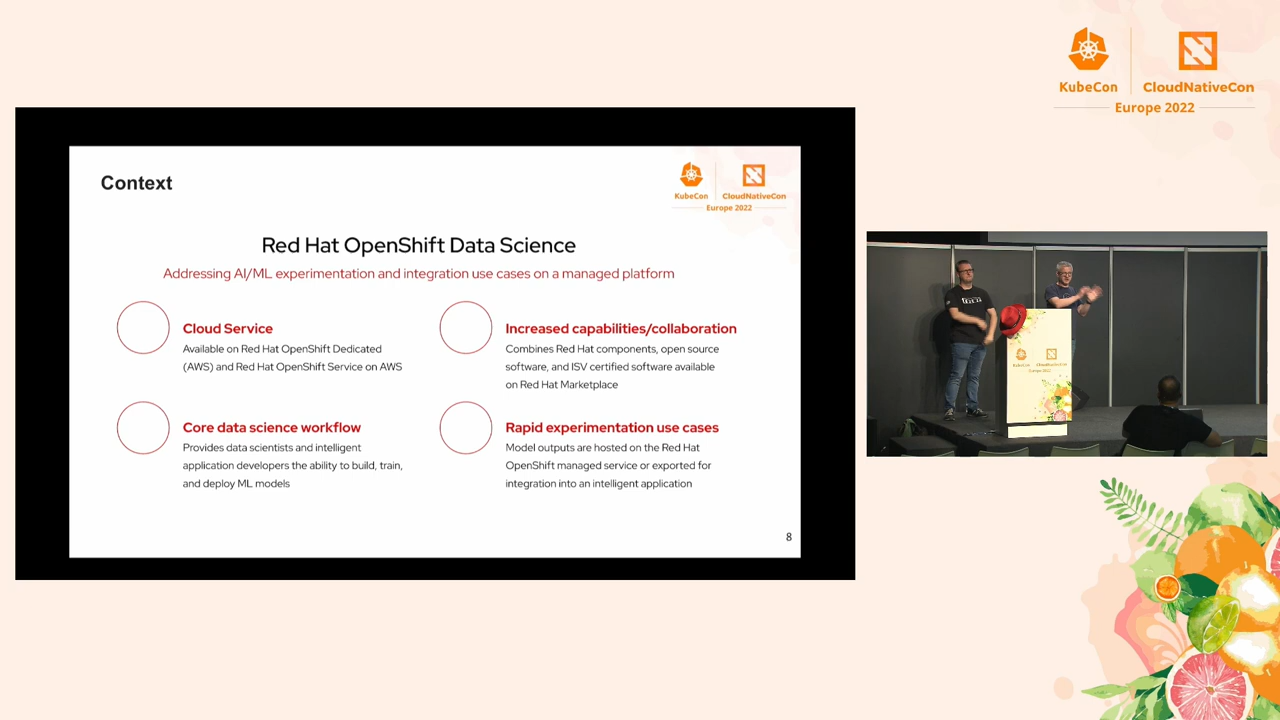 KubeCon
CloudNativeCon
Europe 2022
Context
KubeCon
CloudNativeCon
Europe 2022
Red Hat OpenShift Data Science
Addressing AI/ML experimentation and integration use cases on a managed platform
Cloud Service
Available on Red Hat OpenShift Dedicated
(AWS) and Red Hat OpenShift Service on AWS
Increased capabilities/collaboration
Combines Red Hat components, open source
software, and ISV certified software available
on Red Hat Marketplace
Core data science workflow
Provides data scientists and intelligent
application developers the ability to build, train,
and deploy ML models
Rapid experimentation use cases
Model outputs are hosted on the Red Hat
OpenShift managed service or exported for
integration into an intelligent application
8
KubeCon
CloudNativeCon
Europe 2022